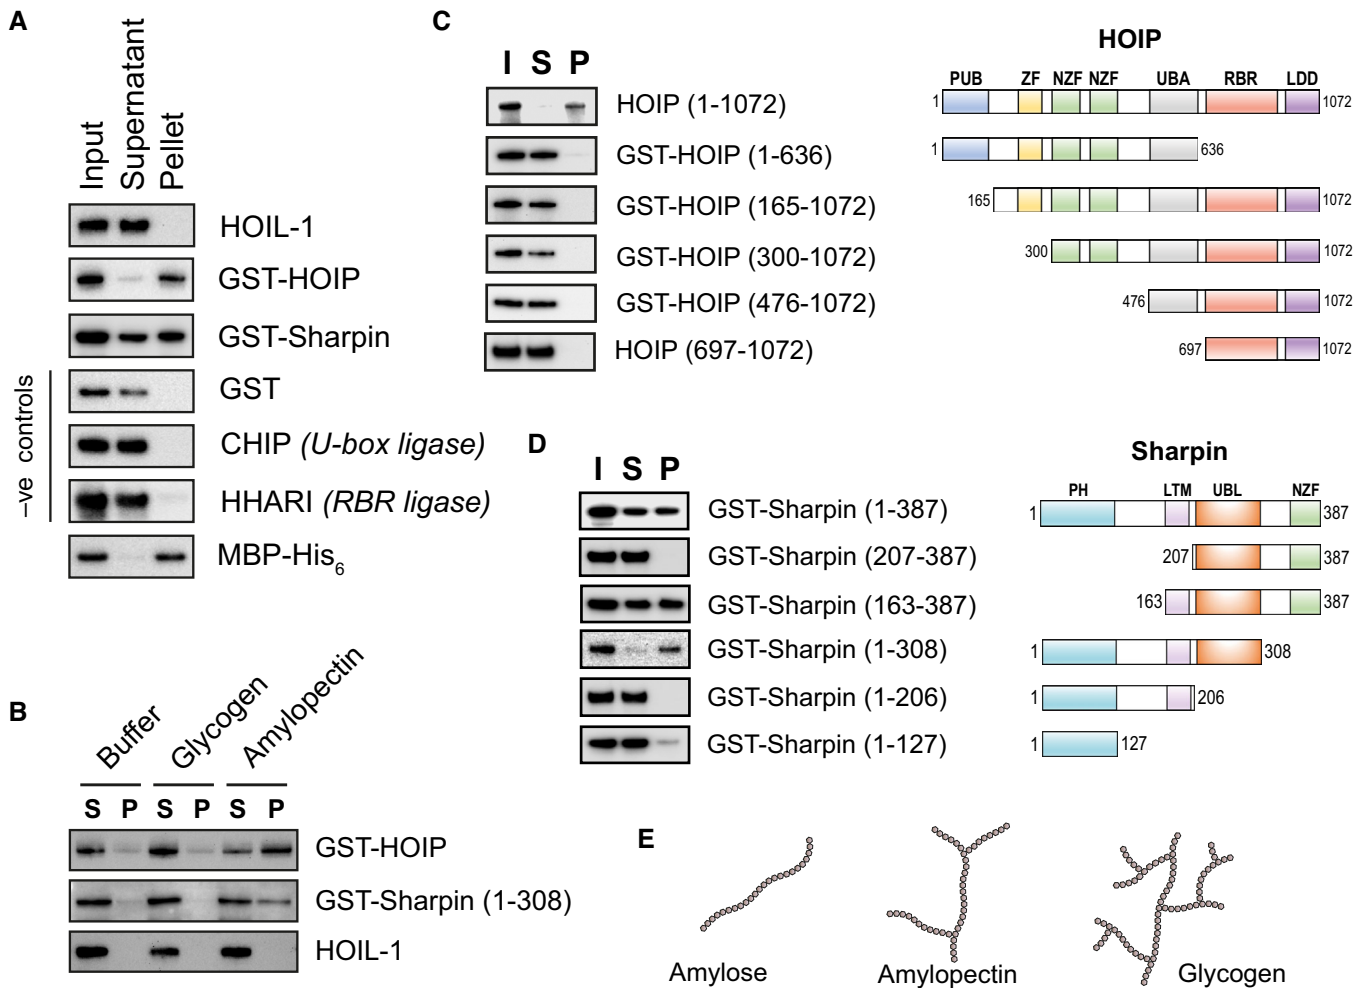 A
Input
Supernatant
Pellet
HOIL-1
GST-HOIP
GST-Sharpin
–ve controls
GST
CHIP (U-box ligase)
HHARI (RBR ligase)
MBP-His6
B
Buffer
Glycogen
Amylopectin
S P S P S P
GST-HOIP
GST-Sharpin (1-308)
HOIL-1
C
I S P
HOIP (1-1072)
GST-HOIP (1-636)
GST-HOIP (165-1072)
GST-HOIP (300-1072)
GST-HOIP (476-1072)
HOIP (697-1072)
HOIP
PUB ZF NZF NZF UBA RBR LDD
1 1072
1 636
165 1072
300 1072
476 1072
697 1072
D
I S P
GST-Sharpin (1-387)
GST-Sharpin (207-387)
GST-Sharpin (163-387)
GST-Sharpin (1-308)
GST-Sharpin (1-206)
GST-Sharpin (1-127)
Sharpin
PH LTM UBL NZF
1 387
207 387
163 387
1 308
1 206
1 127
E
Amylose
Amylopectin
Glycogen